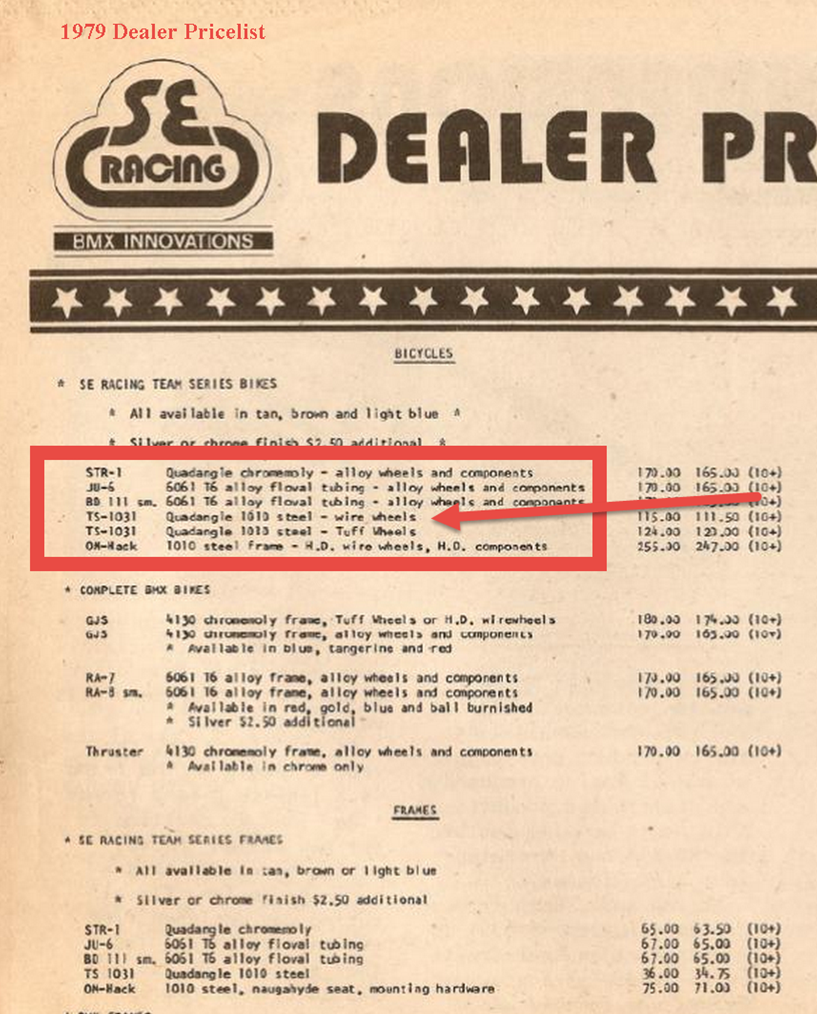 1979 Dealer Pricelist
SE
RACING
DEALER PR
BMX INNOVATIONS
BICYCLES
* SE RACING TEAM SERIES BIKES
* All available in tan, brown and light blue *
* Silver or chrome finish $2.50 additional *
STR-1 Quadangle chromemoly - alloy wheels and components 170.00 165.00 (10+)
JU-6 6061 T6 alloy floval tubing - alloy wheels and components 170.00 165.00 (10+)
BD 111 sm. 6061 T6 alloy floval tubing - alloy wheels and components (10+)
TS-1031 Quadangle 1010 steel - wire wheels 115.00 111.50 (10+)
TS-1031 Quadangle 1010 steel - Tuff Wheels 124.00 120.00 (10+)
OM-Hack 1010 steel frame - H.D. wire wheels, H.D. components 255.00 247.00 (10+)
* COMPLETE BMX BIKES
GJS 4130 chromemoly frame, Tuff Wheels or H.D. wirewheels 180.00 174.00 (10+)
GJS 4130 chromemoly frame, alloy wheels and components 170.00 165.00 (10+)
* Available in blue, tangerine and red
RA-7 6061 T6 alloy frame, alloy wheels and components 170.00 165.00 (10+)
RA-8 sm. 6061 T6 alloy frame, alloy wheels and components 170.00 165.00 (10+)
* Available in red, gold, blue and ball burnished
* Silver $2.50 additional
Thruster 4130 chromemoly frame, alloy wheels and components 170.00 165.00 (10+)
* Available in chrome only
FRAMES
* SE RACING TEAM SERIES FRAMES
* All available in tan, brown or light blue
* Silver or chrome finish $2.50 additional
STR-1 Quadangle chromemoly 65.00 63.50 (10+)
JU-6 6061 T6 alloy floval tubing 67.00 65.00 (10+)
BD 111 sm. 6061 T6 alloy floval tubing 67.00 65.00 (10+)
TS 1031 Quadangle 1010 steel 36.00 34.75 (10+)
OM-Hack 1010 steel, naugahyde seat, mounting hardware 75.00 71.00 (10+)